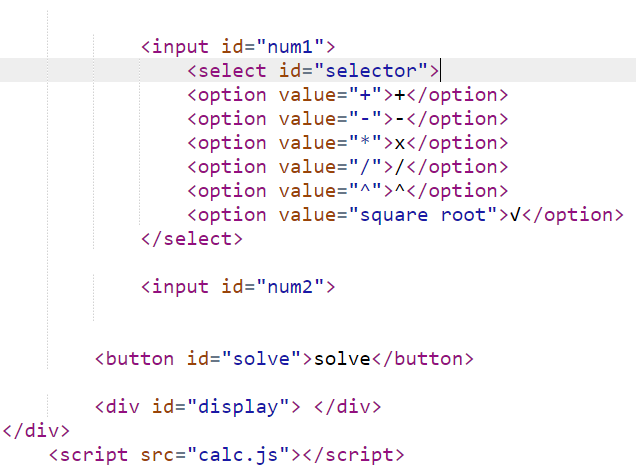 <input id="num1">
<select id="selector">
<option value="+">+</option>
<option value="-">-</option>
<option value="*">x</option>
<option value="/">/</option>
<option value="^">^</option>
<option value="square root">√</option>
</select>
<input id="num2">
<button id="solve">solve</button>
<div id="display"> </div>
</div>
<script src="calc.js"></script>